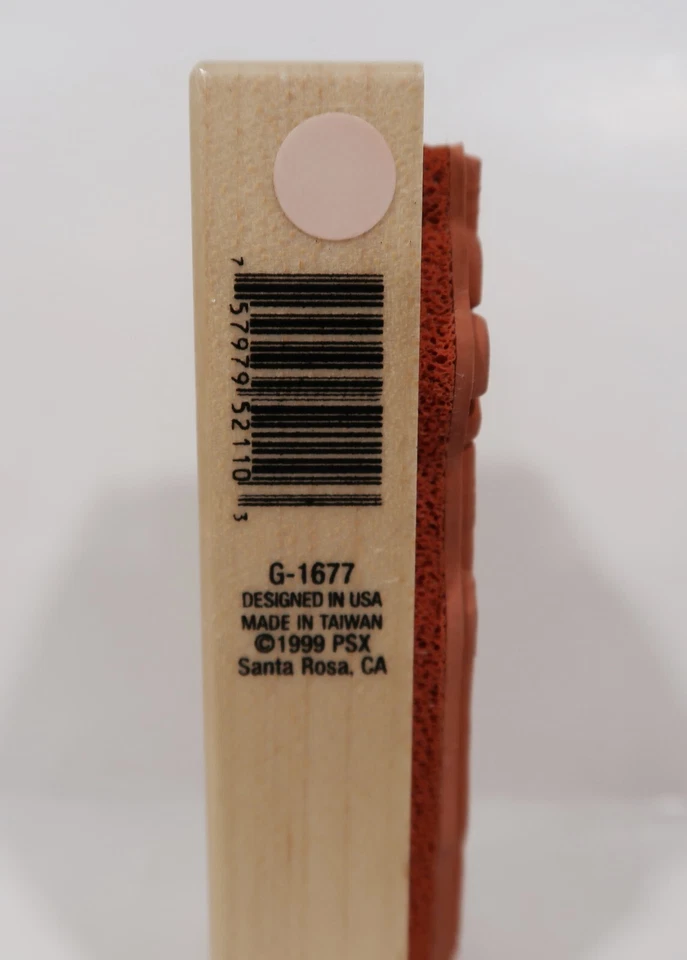 7 57979 52110 3
G-1677
DESIGNED IN USA
MADE IN TAIWAN
©1999 PSX
Santa Rosa, CA